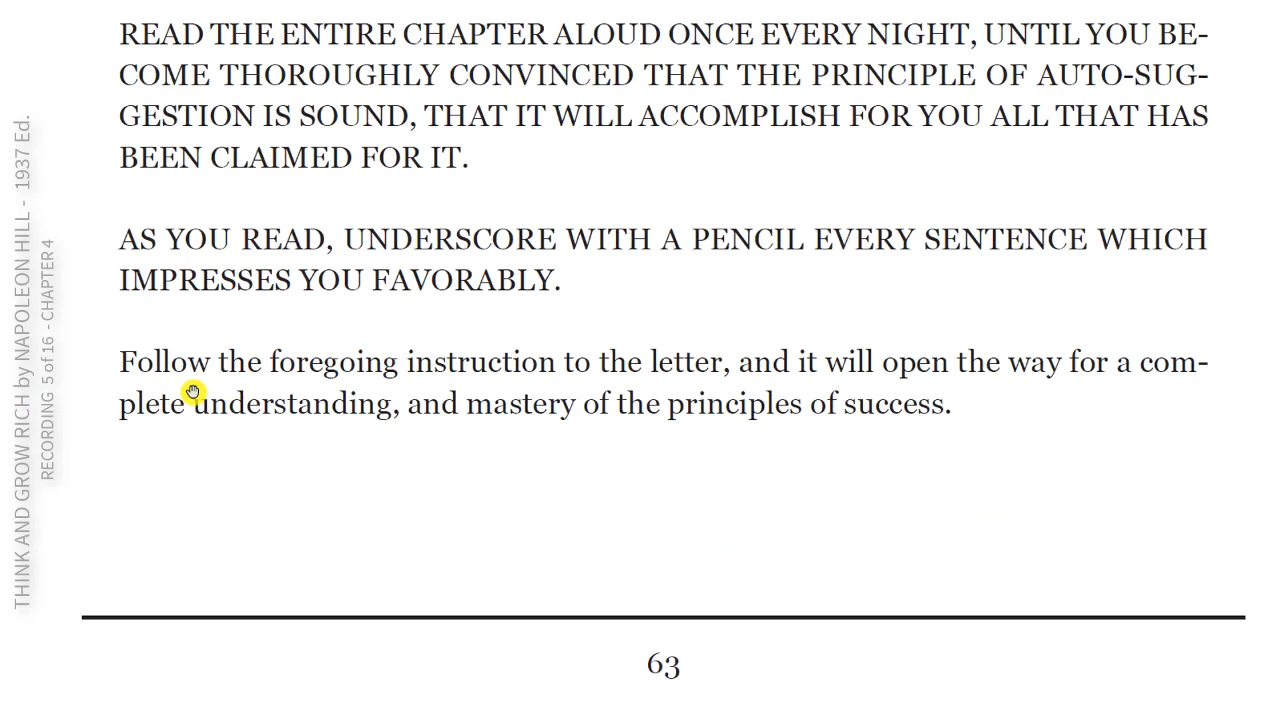 READ THE ENTIRE CHAPTER ALOUD ONCE EVERY NIGHT, UNTIL YOU BE-
COME THOROUGHLY CONVINCED THAT THE PRINCIPLE OF AUTO-SUG-
GESTION IS SOUND, THAT IT WILL ACCOMPLISH FOR YOU ALL THAT HAS
BEEN CLAIMED FOR IT.
AS YOU READ, UNDERSCORE WITH A PENCIL EVERY SENTENCE WHICH
IMPRESSES YOU FAVORABLY.
Follow the foregoing instruction to the letter, and it will open the way for a com-
plete understanding, and mastery of the principles of success.
63
THINK AND GROW RICH by NAPOLEON HILL - 1937 Ed.
RECORDING 5 of 16 - CHAPTER 4